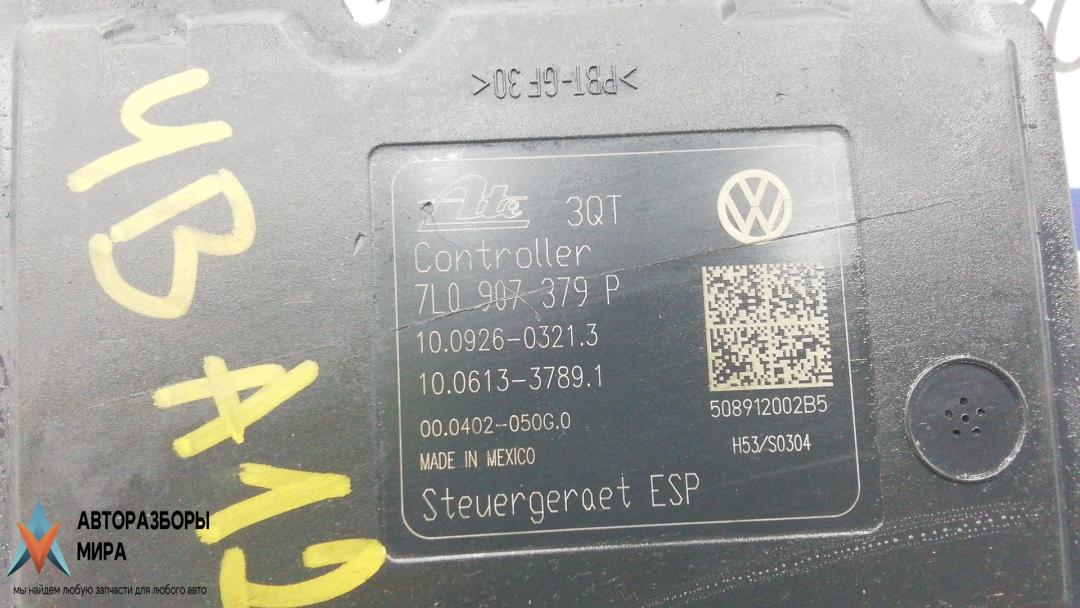 >PBT-GF30<
Ate 3QT
Controller
7L0 907 379 P
10.0926-0321.3
10.0613-3789.1
00.0402-050G.0
MADE IN MEXICO
Steuergeraet ESP
VW
508912002B5
H53/S0304
АВТОРАЗБОРЫ
МИРА
мы найдем любую запчасти для любого авто